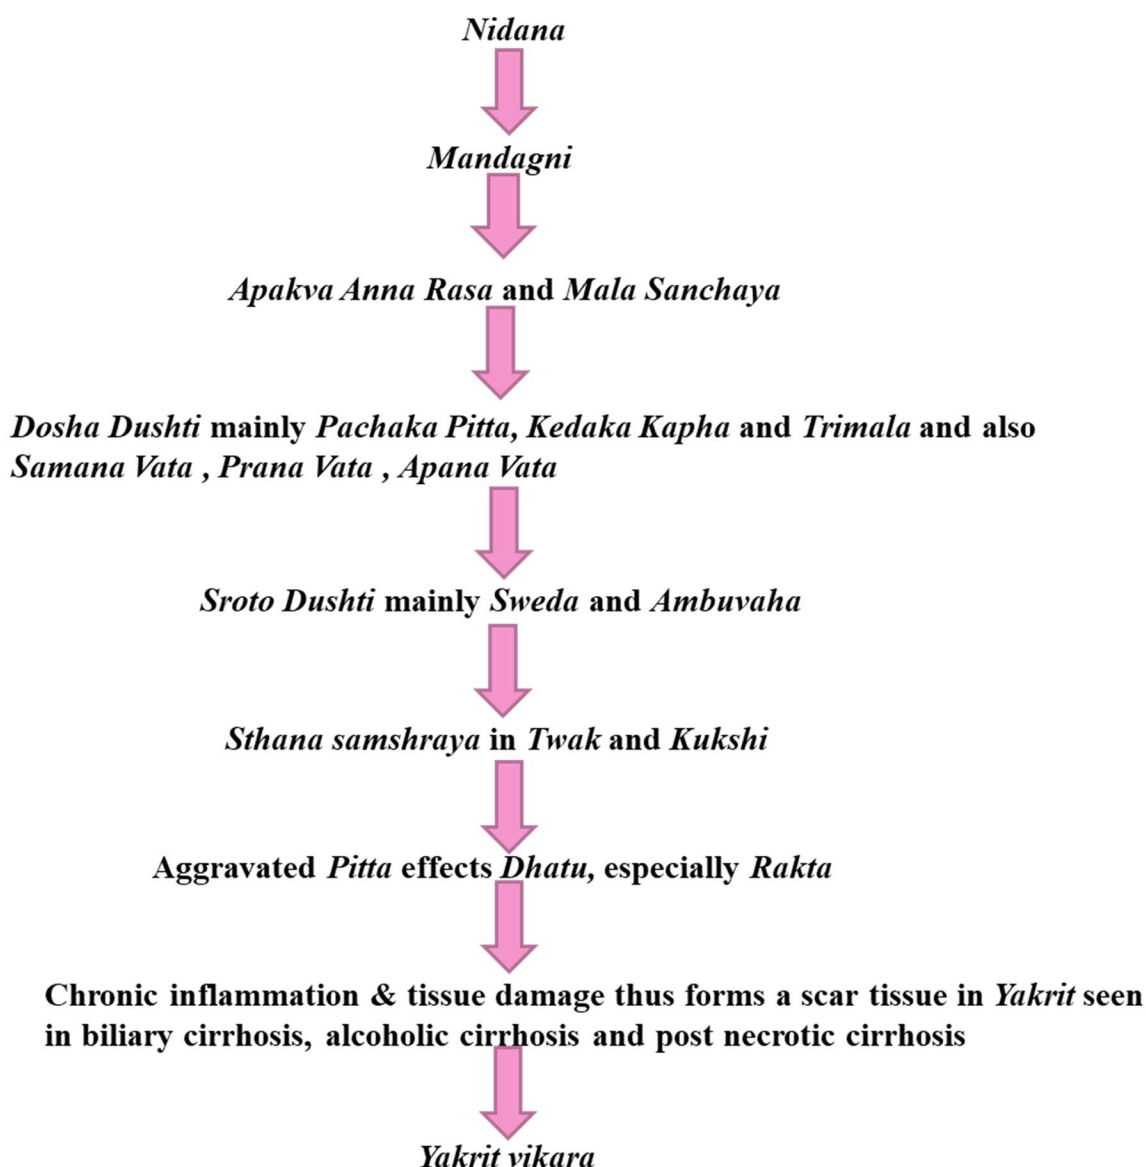 Nidana
Mandagni
Apakva Anna Rasa and Mala Sanchaya
Dosha Dushti mainly Pachaka Pitta, Kedaka Kapha and Trimala and also
Samana Vata , Prana Vata , Apana Vata
Sroto Dushti mainly Sweda and Ambuvaha
Sthana samshraya in Twak and Kukshi
Aggravated Pitta effects Dhatu, especially Rakta
Chronic inflammation & tissue damage thus forms a scar tissue in Yakrit seen
in biliary cirrhosis, alcoholic cirrhosis and post necrotic cirrhosis
Yakrit vikara